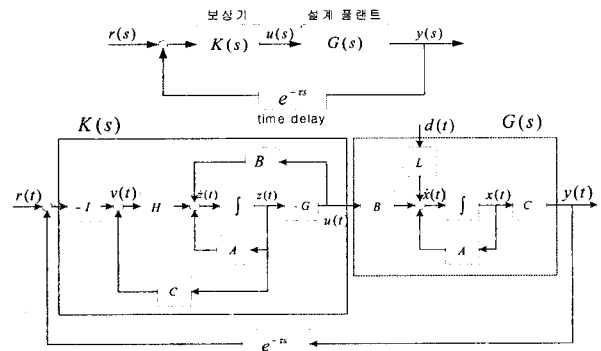 보상기 설계 플랜트
r(s) K(s) u(s) G(s) y(s)
e^{-τs}
time delay
K(s) d(t) G(s)
B L
r(t) -I v(t) H ż(t) ∫ z(t) -G u(t) B ẋ(t) ∫ x(t) C y(t)
A A
C
e^{-τs}